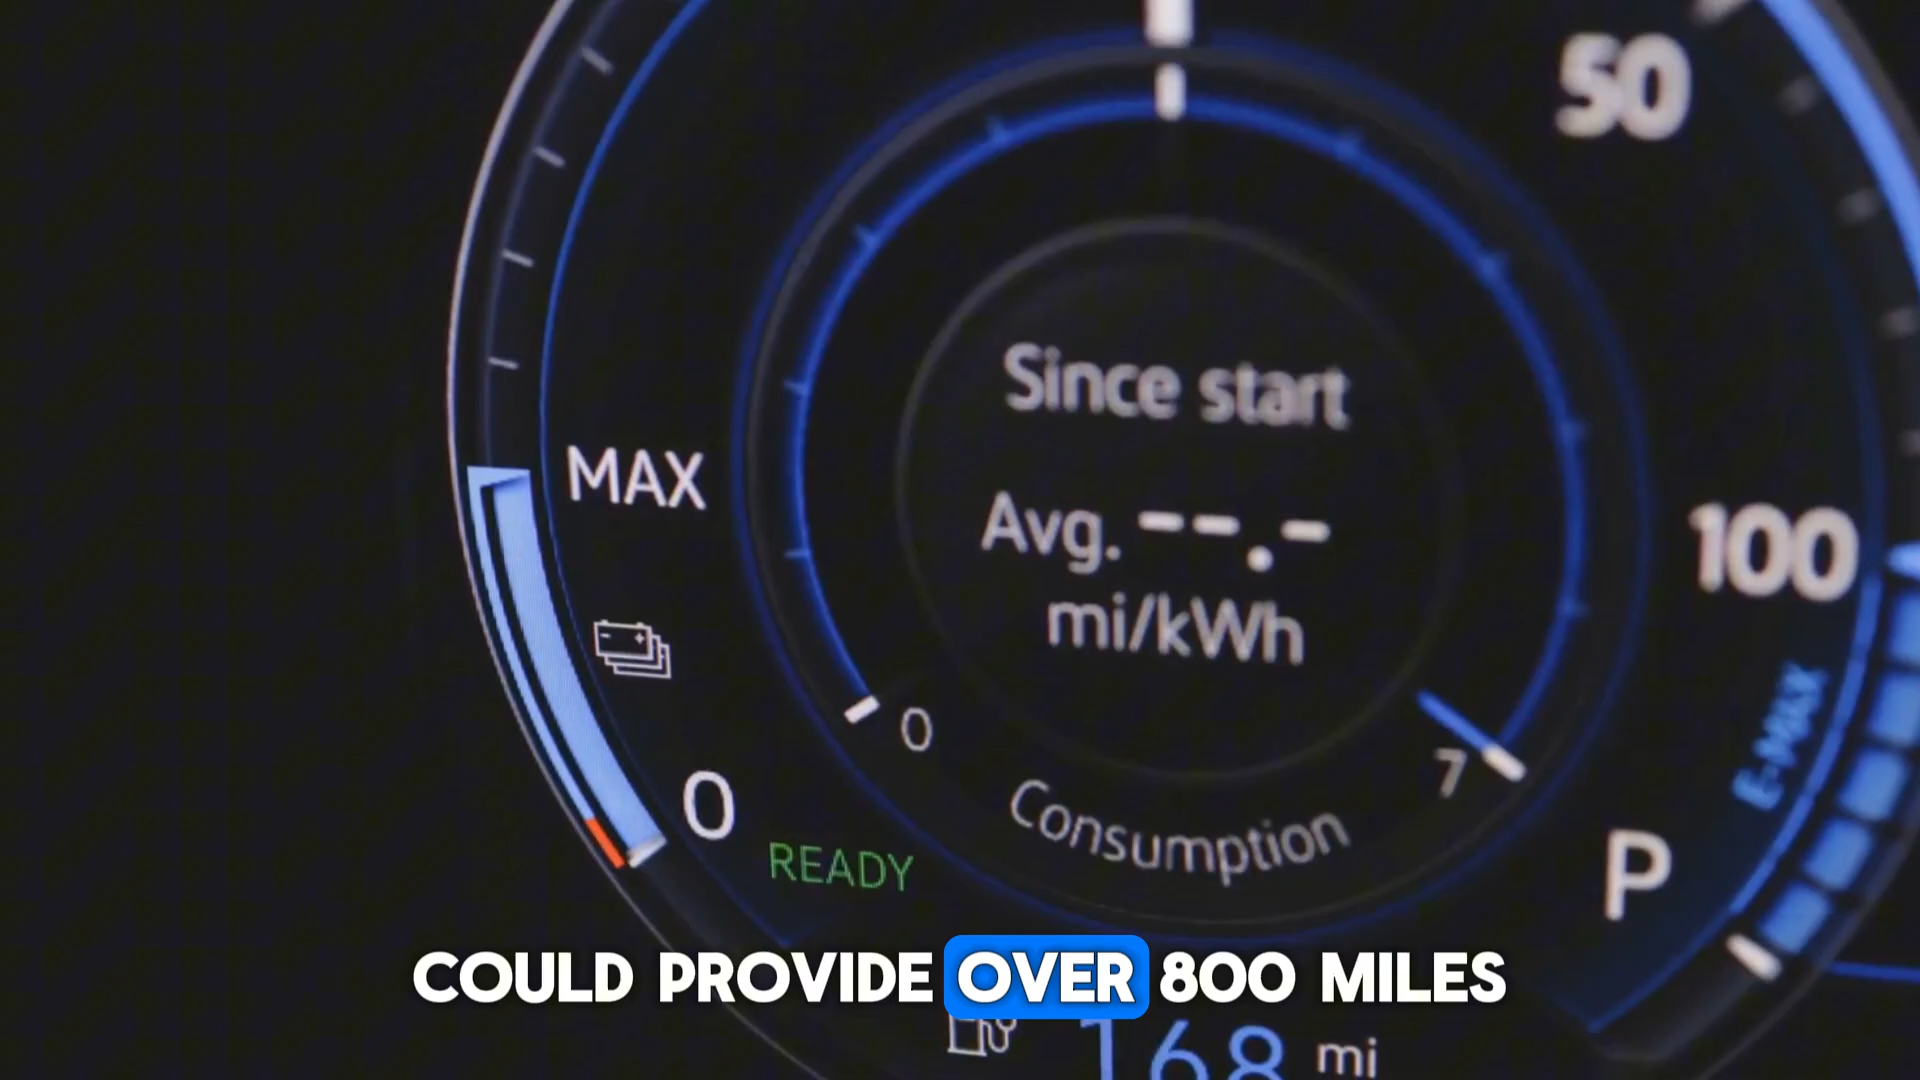 50
Since start
MAX
Avg. --.-
100
mi/kWh
E-MAX
0
7
0
Consumption
READY
P
COULD PROVIDE OVER 800 MILES
168 mi